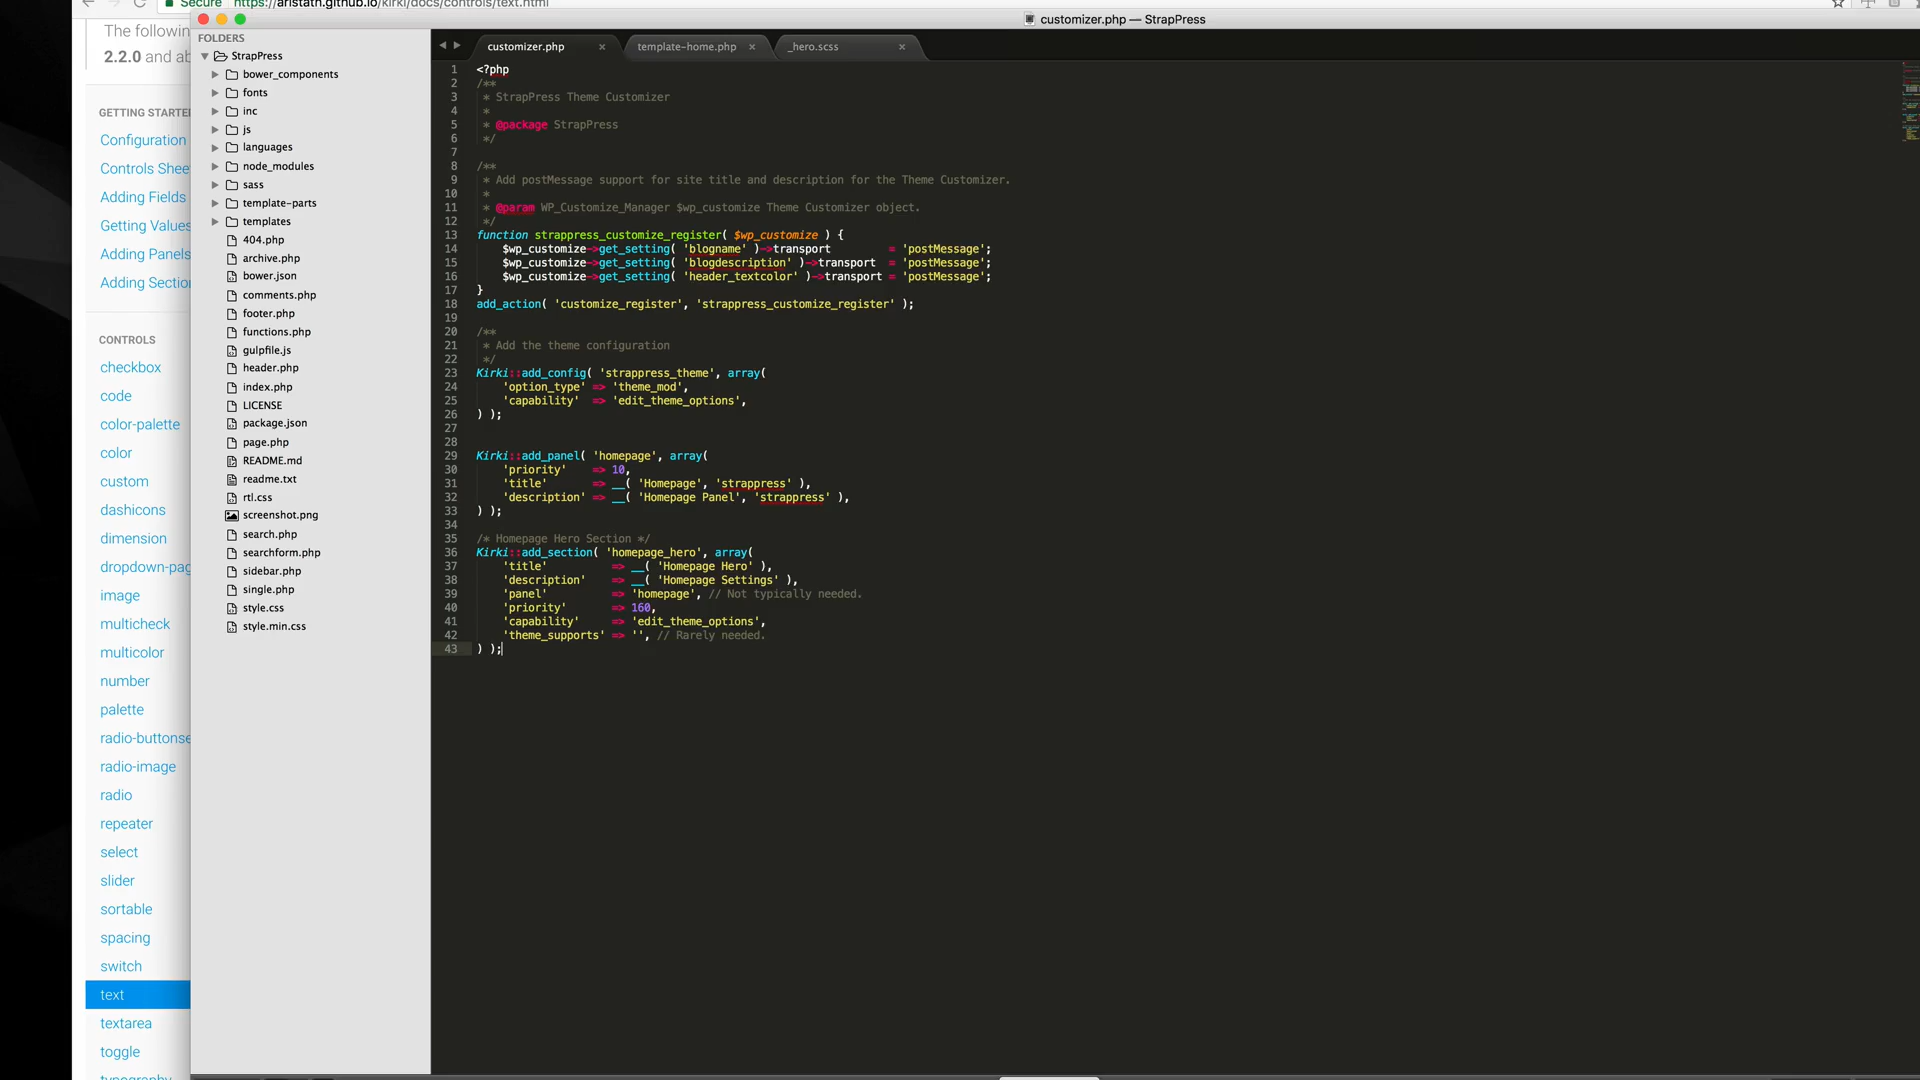 Secure https://aristath.github.io/kirki/docs/controls/text.html
The followin
2.2.0 and ab
GETTING STARTE
Configuration
Controls Shee
Adding Fields
Getting Values
Adding Panels
Adding Section
CONTROLS
checkbox
code
color-palette
color
custom
dashicons
dimension
dropdown-pag
image
multicheck
multicolor
number
palette
radio-buttonse
radio-image
radio
repeater
select
slider
sortable
spacing
switch
text
textarea
toggle
typography
customizer.php — StrapPress
FOLDERS
StrapPress
bower_components
fonts
inc
js
languages
node_modules
sass
template-parts
templates
404.php
archive.php
bower.json
comments.php
footer.php
functions.php
gulpfile.js
header.php
index.php
LICENSE
package.json
page.php
README.md
readme.txt
rtl.css
screenshot.png
search.php
searchform.php
sidebar.php
single.php
style.css
style.min.css
customizer.php × template-home.php × _hero.scss ×
1 <?php
2 /**
3  * StrapPress Theme Customizer
4  *
5  * @package StrapPress
6  */
7
8 /**
9  * Add postMessage support for site title and description for the Theme Customizer.
10  *
11  * @param WP_Customize_Manager $wp_customize Theme Customizer object.
12  */
13 function strappress_customize_register( $wp_customize ) {
14     $wp_customize->get_setting( 'blogname' )->transport         = 'postMessage';
15     $wp_customize->get_setting( 'blogdescription' )->transport  = 'postMessage';
16     $wp_customize->get_setting( 'header_textcolor' )->transport = 'postMessage';
17 }
18 add_action( 'customize_register', 'strappress_customize_register' );
19
20 /**
21  * Add the theme configuration
22  */
23 Kirki::add_config( 'strappress_theme', array(
24     'option_type' => 'theme_mod',
25     'capability'  => 'edit_theme_options',
26 ) );
27
28
29 Kirki::add_panel( 'homepage', array(
30     'priority'    => 10,
31     'title'       => __( 'Homepage', 'strappress' ),
32     'description' => __( 'Homepage Panel', 'strappress' ),
33 ) );
34
35 /* Homepage Hero Section */
36 Kirki::add_section( 'homepage_hero', array(
37     'title'          => __( 'Homepage Hero' ),
38     'description'    => __( 'Homepage Settings' ),
39     'panel'          => 'homepage', // Not typically needed.
40     'priority'       => 160,
41     'capability'     => 'edit_theme_options',
42     'theme_supports' => '', // Rarely needed.
43 ) );